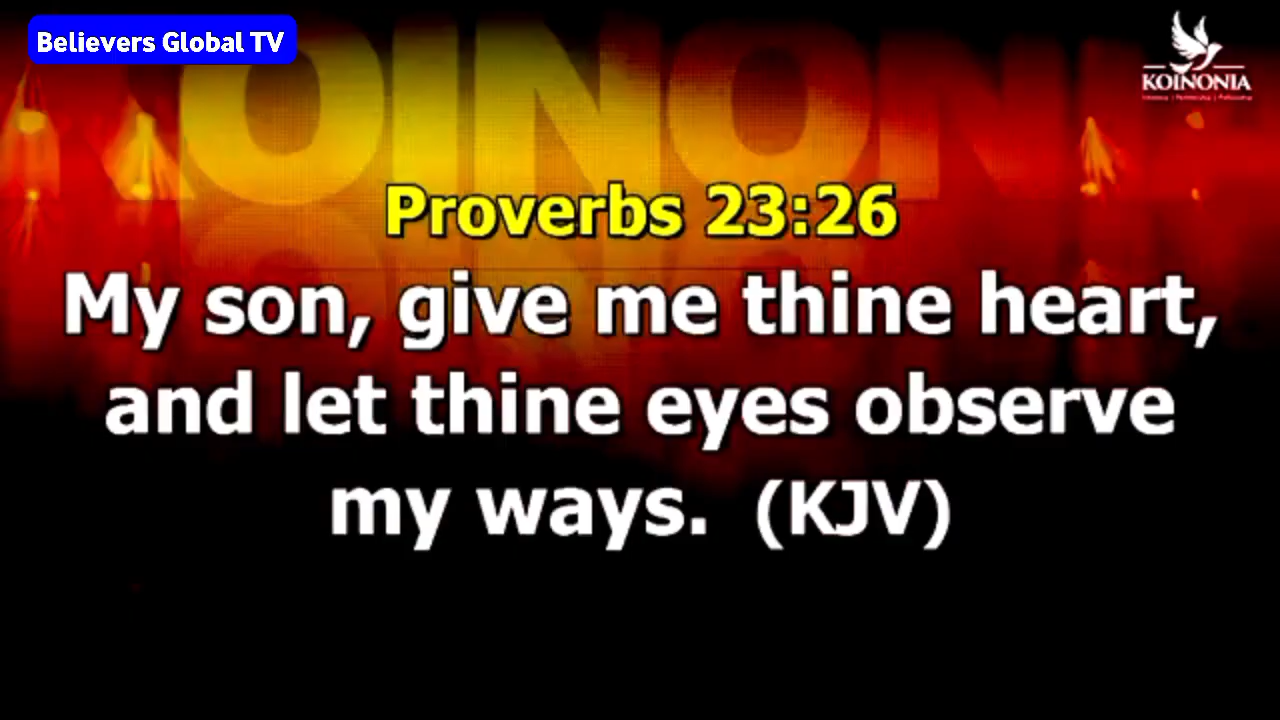 Believers Global TV
KOINONIA
OINONI
Proverbs 23:26
My son, give me thine heart,
and let thine eyes observe
my ways. (KJV)